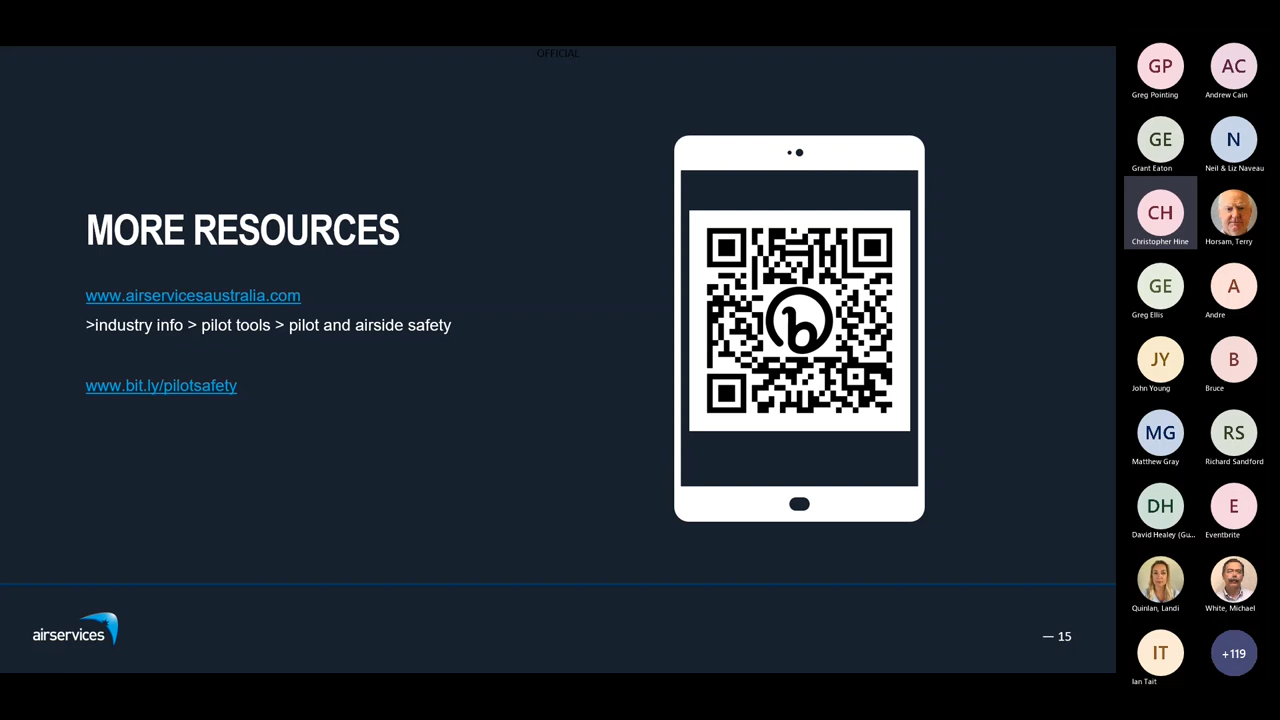 OFFICIAL
MORE RESOURCES
www.airservicesaustralia.com
>industry info > pilot tools > pilot and airside safety
www.bit.ly/pilotsafety
b
airservices
— 15
GP
AC
Greg Pointing
Andrew Cain
GE
N
Grant Eaton
Neil & Liz Naveau
CH
Christopher Hine
Horsam, Terry
GE
A
Greg Ellis
Andre
JY
B
John Young
Bruce
MG
RS
Matthew Gray
Richard Sandford
DH
E
David Healey (Gu...
Eventbrite
Quinlan, Landi
White, Michael
IT
+119
Ian Tait